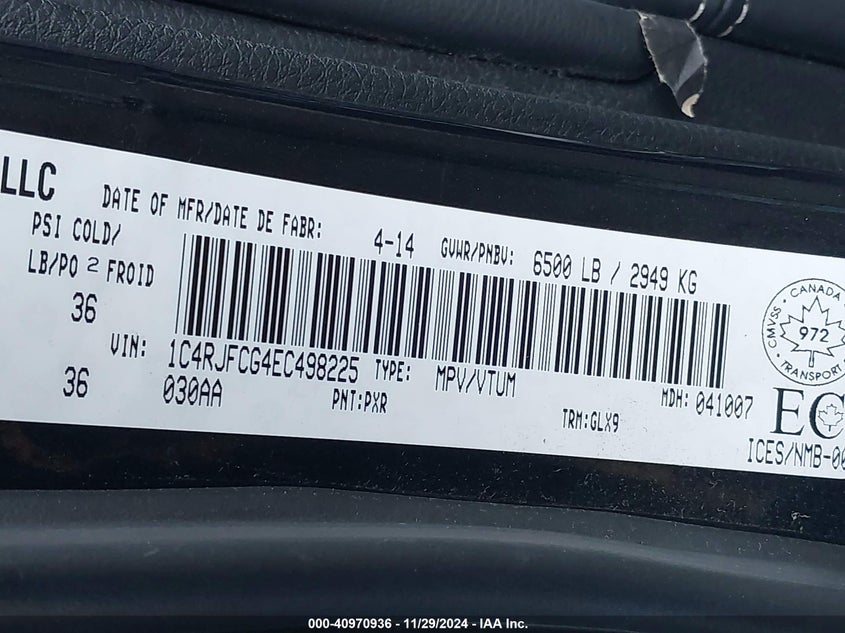 LLC
DATE OF MFR/DATE DE FABR: 4-14 GVWR/PNBV: 6500 LB / 2949 KG
PSI COLD/
LB/PO 2 FROID
36
VIN: 1C4RJFCG4EC498225 TYPE: MPV/VTUM MDH: 041007
36 030AA PNT:PXR TRM:GLX9
CANADA
CMVSS
972
TRANSPORT
EC
ICES/NMB-00
000-40970936 - 11/29/2024 - IAA Inc.